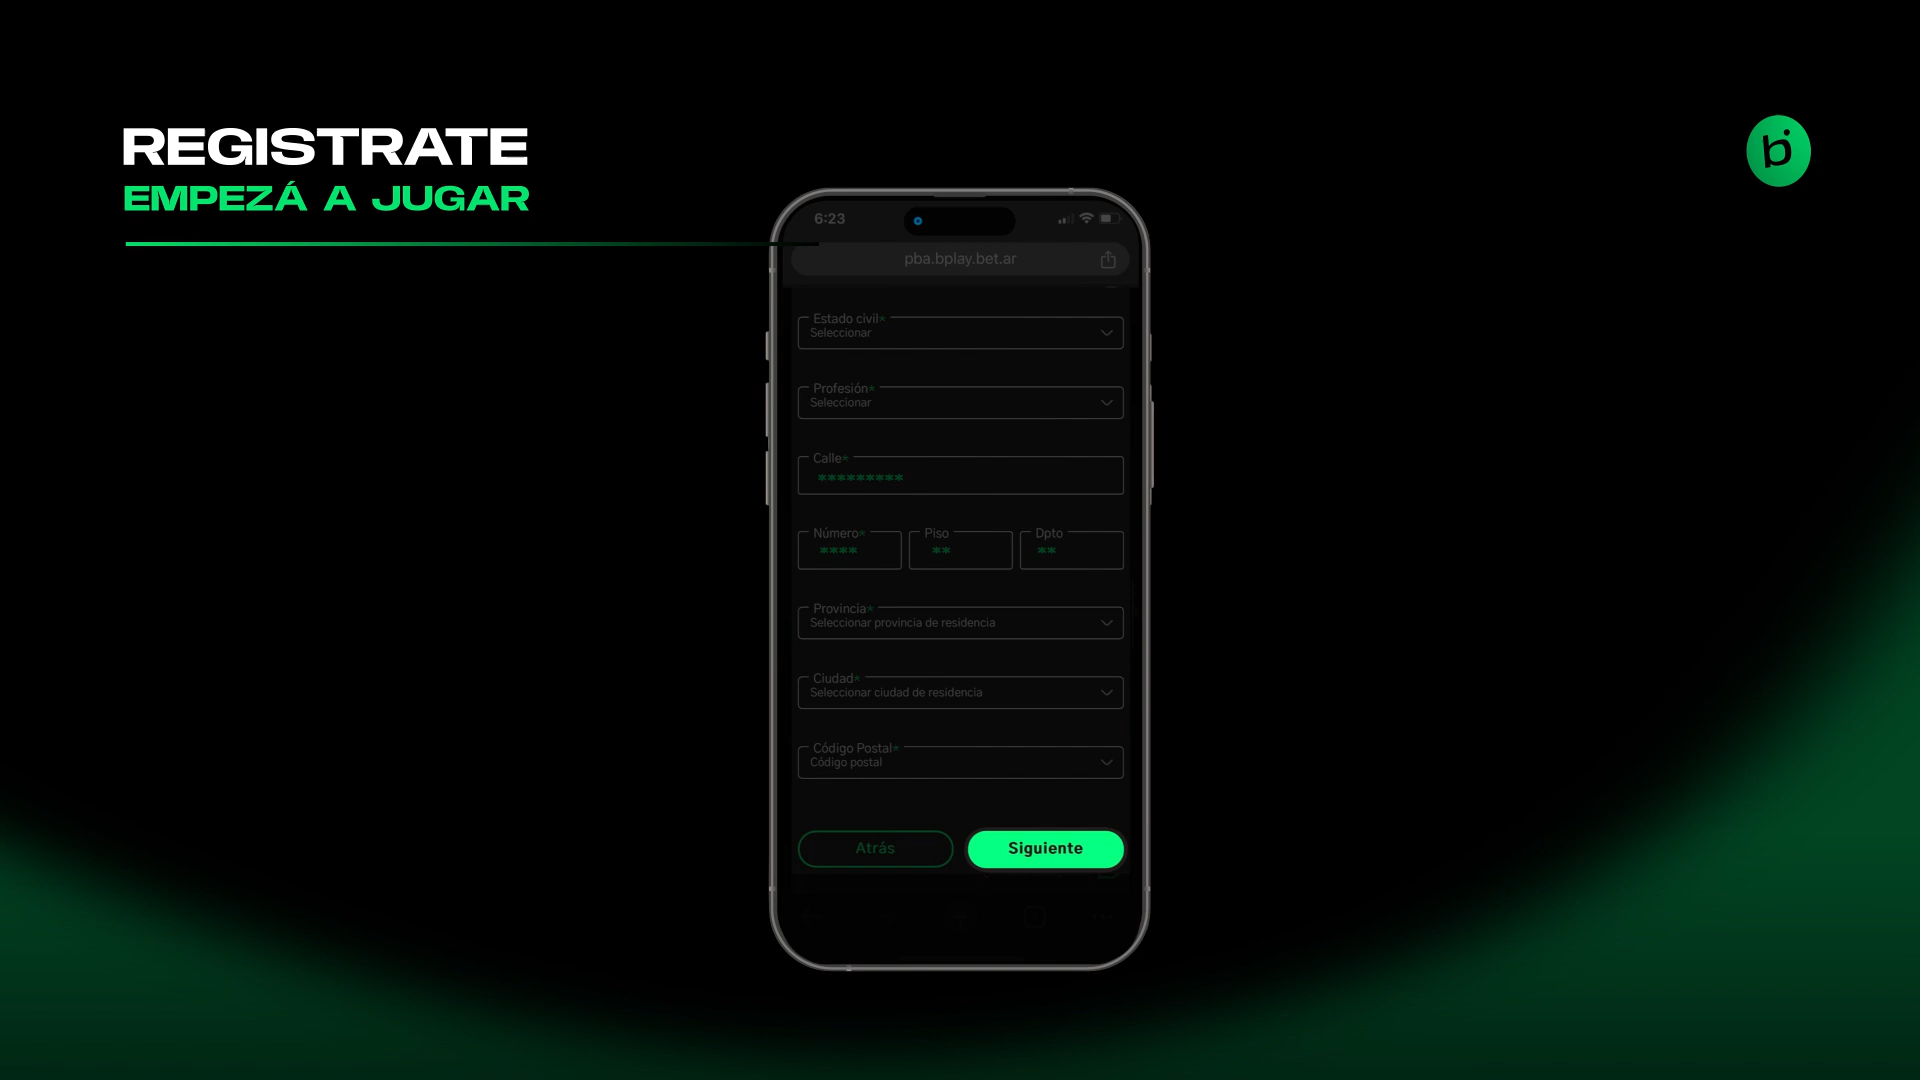 REGISTRATE
EMPEZÁ A JUGAR
b
6:23
pba.bplay.bet.ar
Estado civil*
Seleccionar
Profesión*
Seleccionar
Calle*
*********
Número* Piso Dpto
**** ** **
Provincia*
Seleccionar provincia de residencia
Ciudad*
Seleccionar ciudad de residencia
Código Postal*
Código postal
Atrás Siguiente